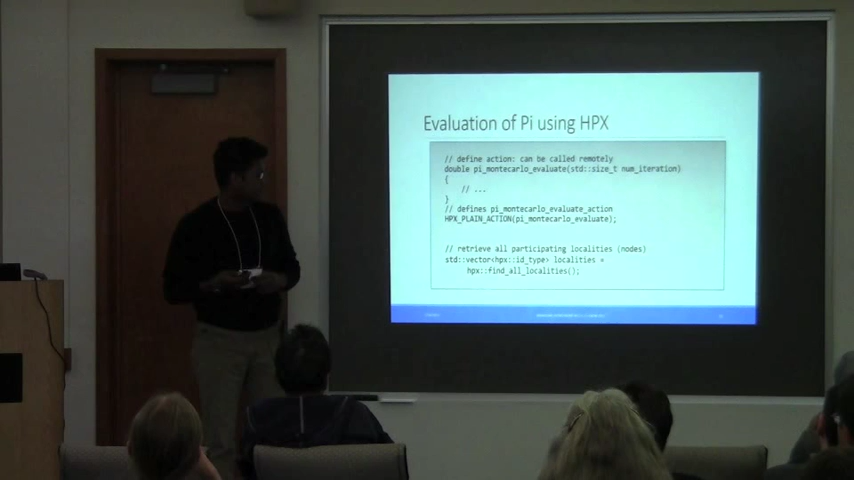 Evaluation of Pi using HPX
// define action: can be called remotely
double pi_montecarlo_evaluate(std::size_t num_iteration)
{
// ...
}
// defines pi_montecarlo_evaluate_action
HPX_PLAIN_ACTION(pi_montecarlo_evaluate);
// retrieve all participating localities (nodes)
std::vector<hpx::id_type> localities =
hpx::find_all_localities();